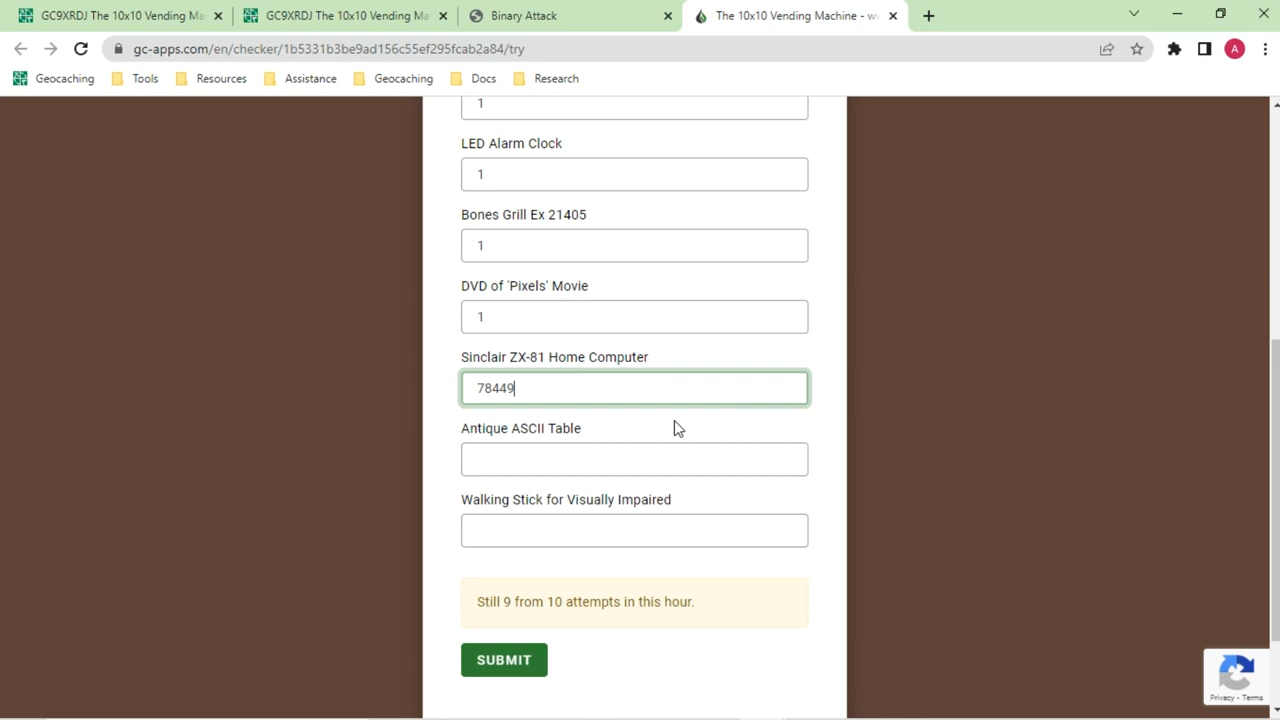 GC9XRDJ The 10x10 Vending Ma
GC9XRDJ The 10x10 Vending Ma
Binary Attack
The 10x10 Vending Machine - w
gc-apps.com/en/checker/1b5331b3be9ad156c55ef295fcab2a84/try
A
Geocaching
Tools
Resources
Assistance
Geocaching
Docs
Research
1
LED Alarm Clock
1
Bones Grill Ex 21405
1
DVD of 'Pixels' Movie
1
Sinclair ZX-81 Home Computer
78449
Antique ASCII Table
Walking Stick for Visually Impaired
Still 9 from 10 attempts in this hour.
SUBMIT
Privacy - Terms